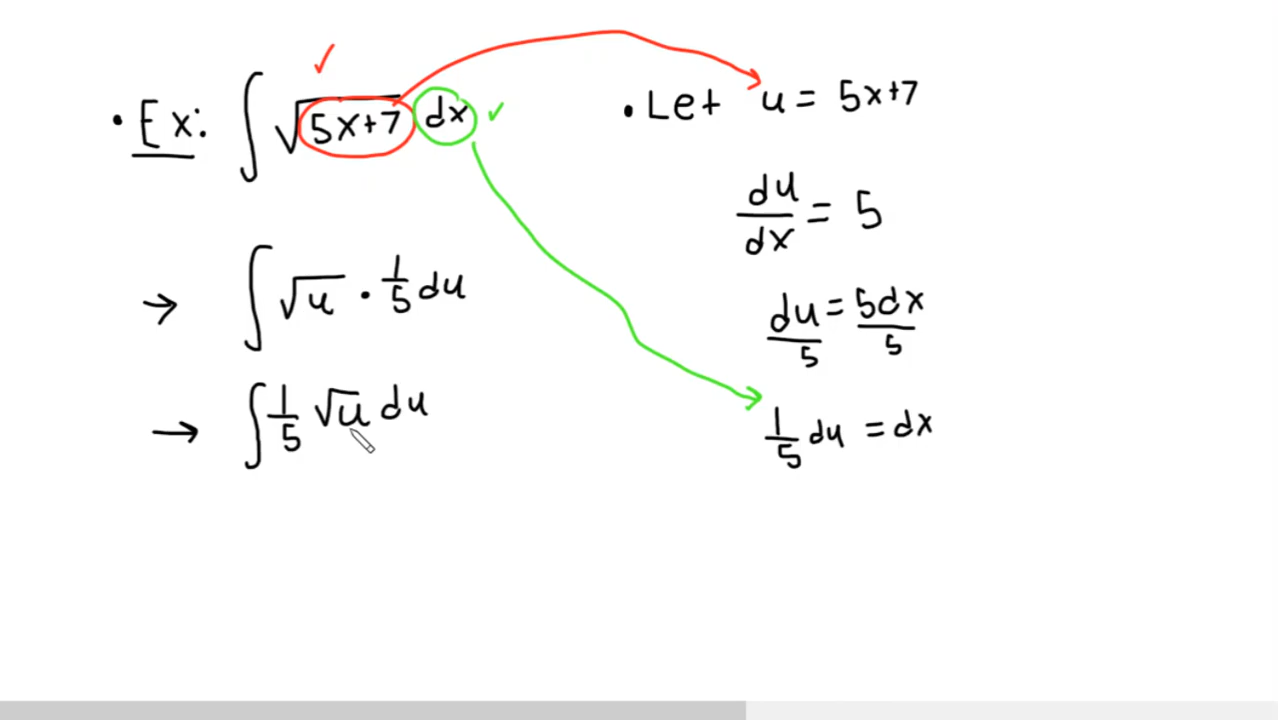 • Ex: ∫ √(5x+7) dx ✓ ✓
→ ∫ √u • 1/5 du
→ ∫ 1/5 √u du
• Let u = 5x+7
du/dx = 5
du/5 = 5dx/5
1/5 du = dx